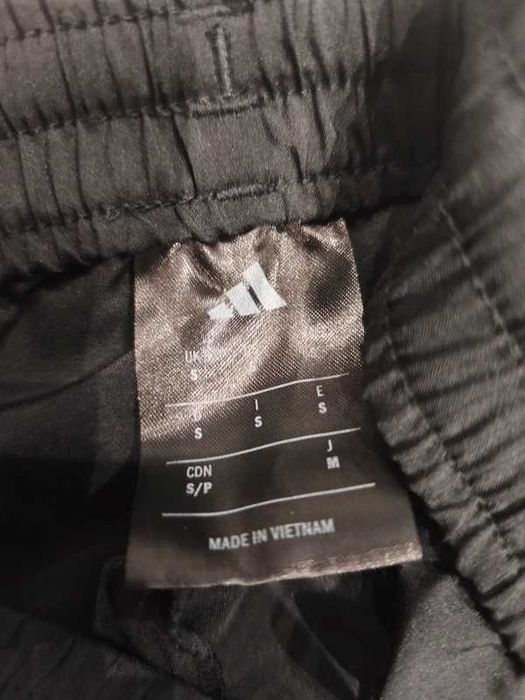 UK
S
I E
S S S
CDN J
S/P M
MADE IN VIETNAM